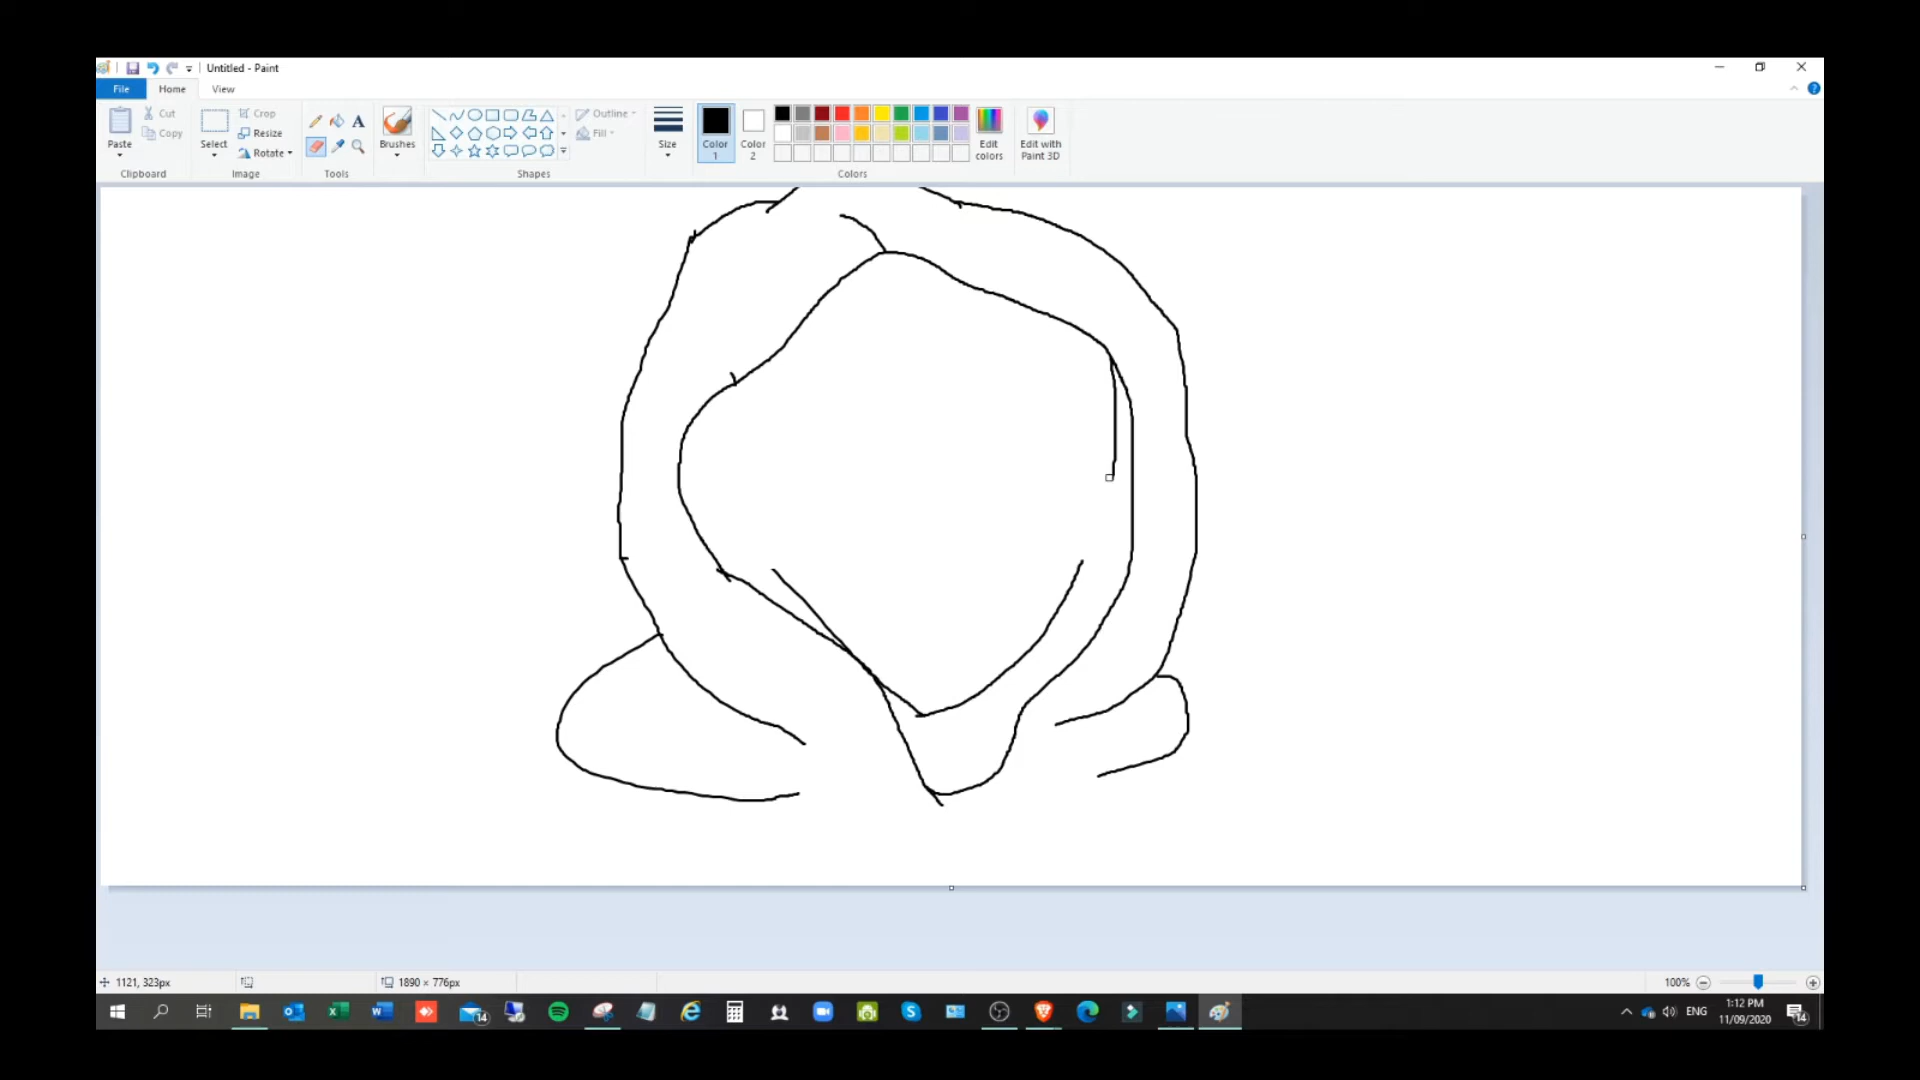 Untitled - Paint
File Home View
Paste
Cut
Copy
Clipboard
Select
Crop
Resize
Rotate
Image
A
Tools
Brushes
Outline
Fill
Shapes
Size
Color 1
Color 2
Edit colors
Colors
Edit with Paint 3D
1121, 323px
1890 × 776px
100%
14
ENG
1:12 PM
11/09/2020
14